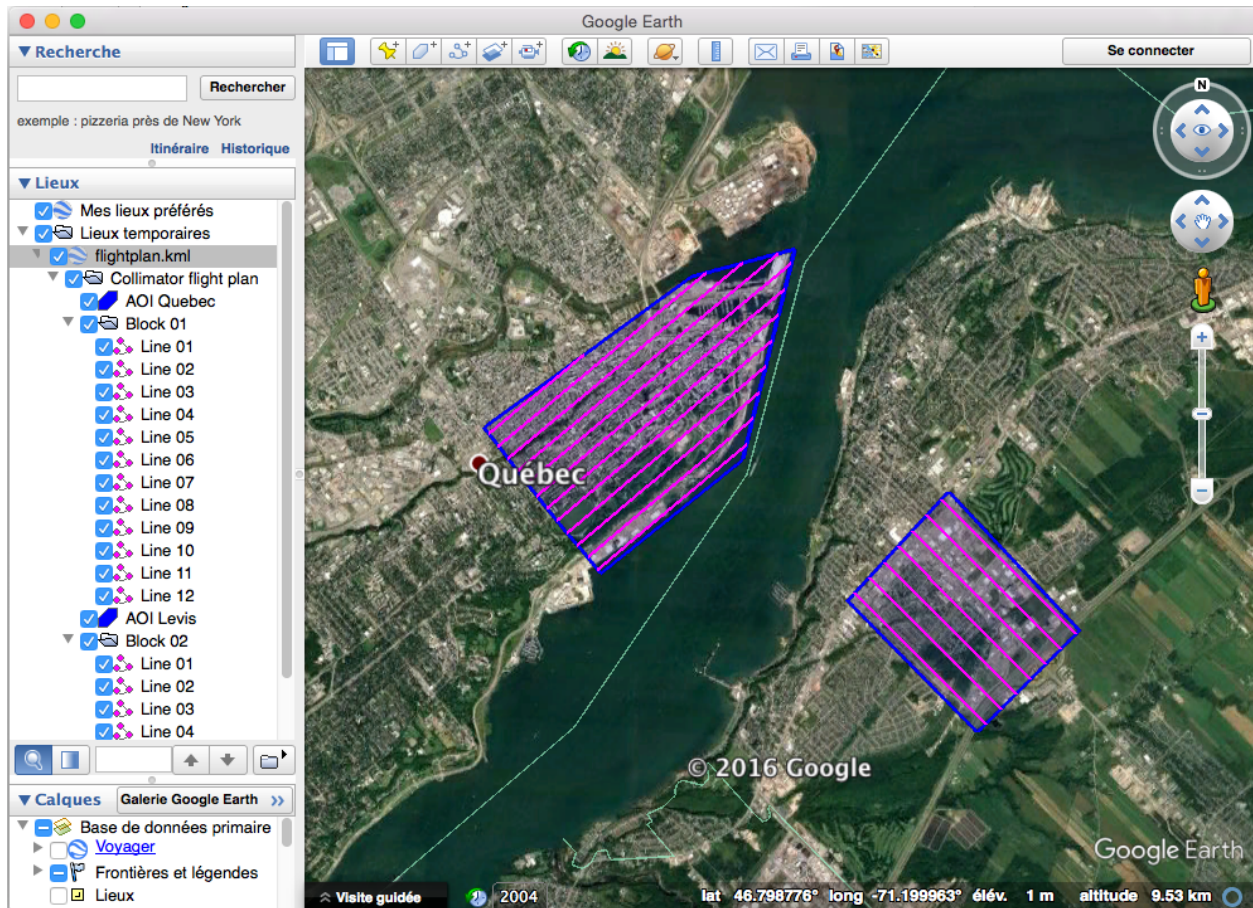 Google Earth
Recherche
Rechercher
exemple : pizzeria près de New York
Itinéraire Historique
Lieux
Mes lieux préférés
Lieux temporaires
flightplan.kml
Collimator flight plan
AOI Quebec
Block 01
Line 01
Line 02
Line 03
Line 04
Line 05
Line 06
Line 07
Line 08
Line 09
Line 10
Line 11
Line 12
AOI Levis
Block 02
Line 01
Line 02
Line 03
Line 04
Calques Galerie Google Earth >>
Base de données primaire
Voyager
Frontières et légendes
Lieux
Se connecter
N
Québec
© 2016 Google
Google Earth
Visite guidée 2004 lat 46.798776° long -71.199963° élév. 1 m altitude 9.53 km